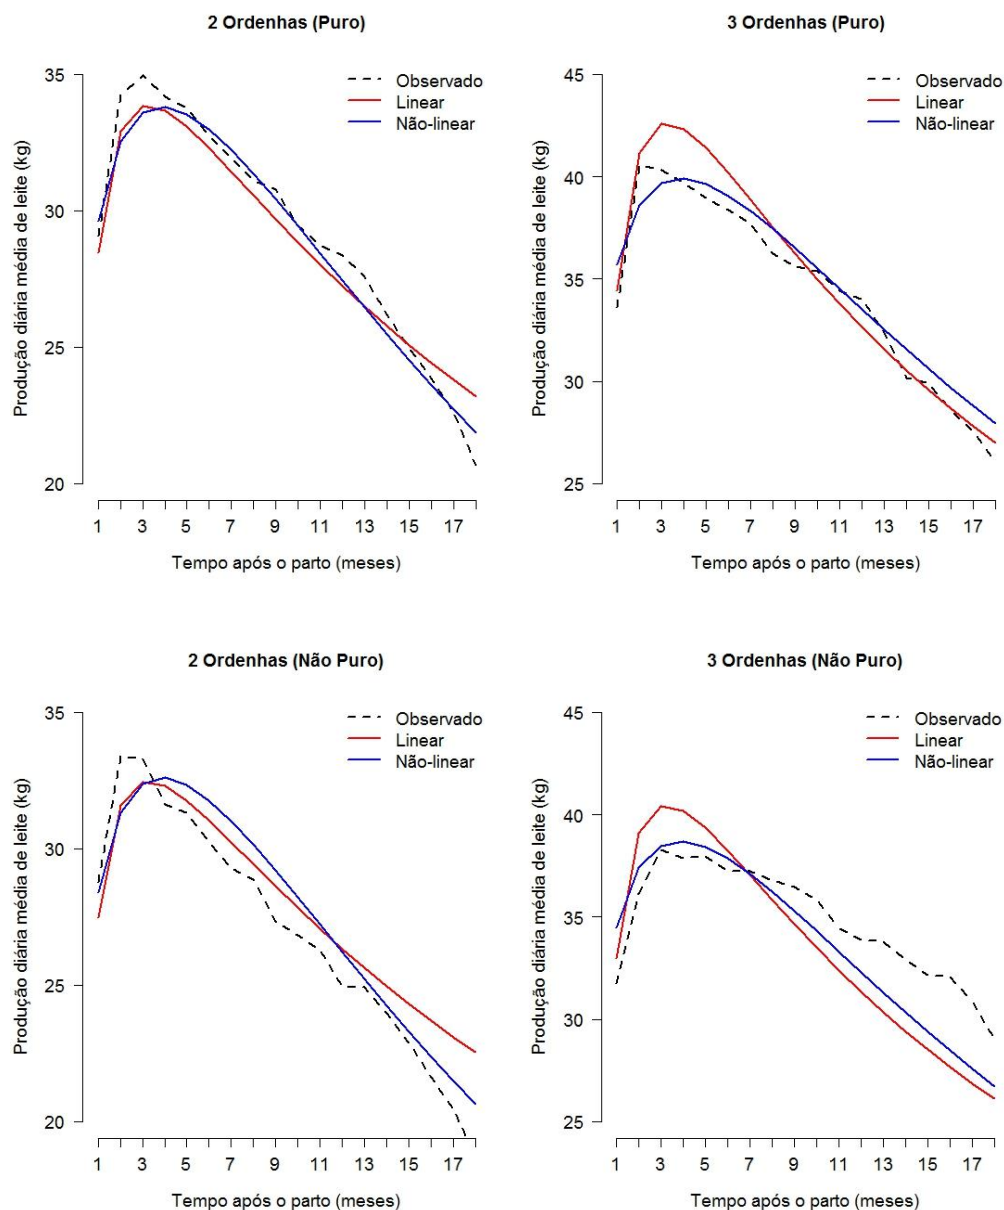 2 Ordenhas (Puro)
Produção diária média de leite (kg)
35
30
25
20
Observado
Linear
Não-linear
1 3 5 7 9 11 13 15 17
Tempo após o parto (meses)
3 Ordenhas (Puro)
Produção diária média de leite (kg)
45
40
35
30
25
Observado
Linear
Não-linear
1 3 5 7 9 11 13 15 17
Tempo após o parto (meses)
2 Ordenhas (Não Puro)
Produção diária média de leite (kg)
35
30
25
20
Observado
Linear
Não-linear
1 3 5 7 9 11 13 15 17
Tempo após o parto (meses)
3 Ordenhas (Não Puro)
Produção diária média de leite (kg)
45
40
35
30
25
Observado
Linear
Não-linear
1 3 5 7 9 11 13 15 17
Tempo após o parto (meses)